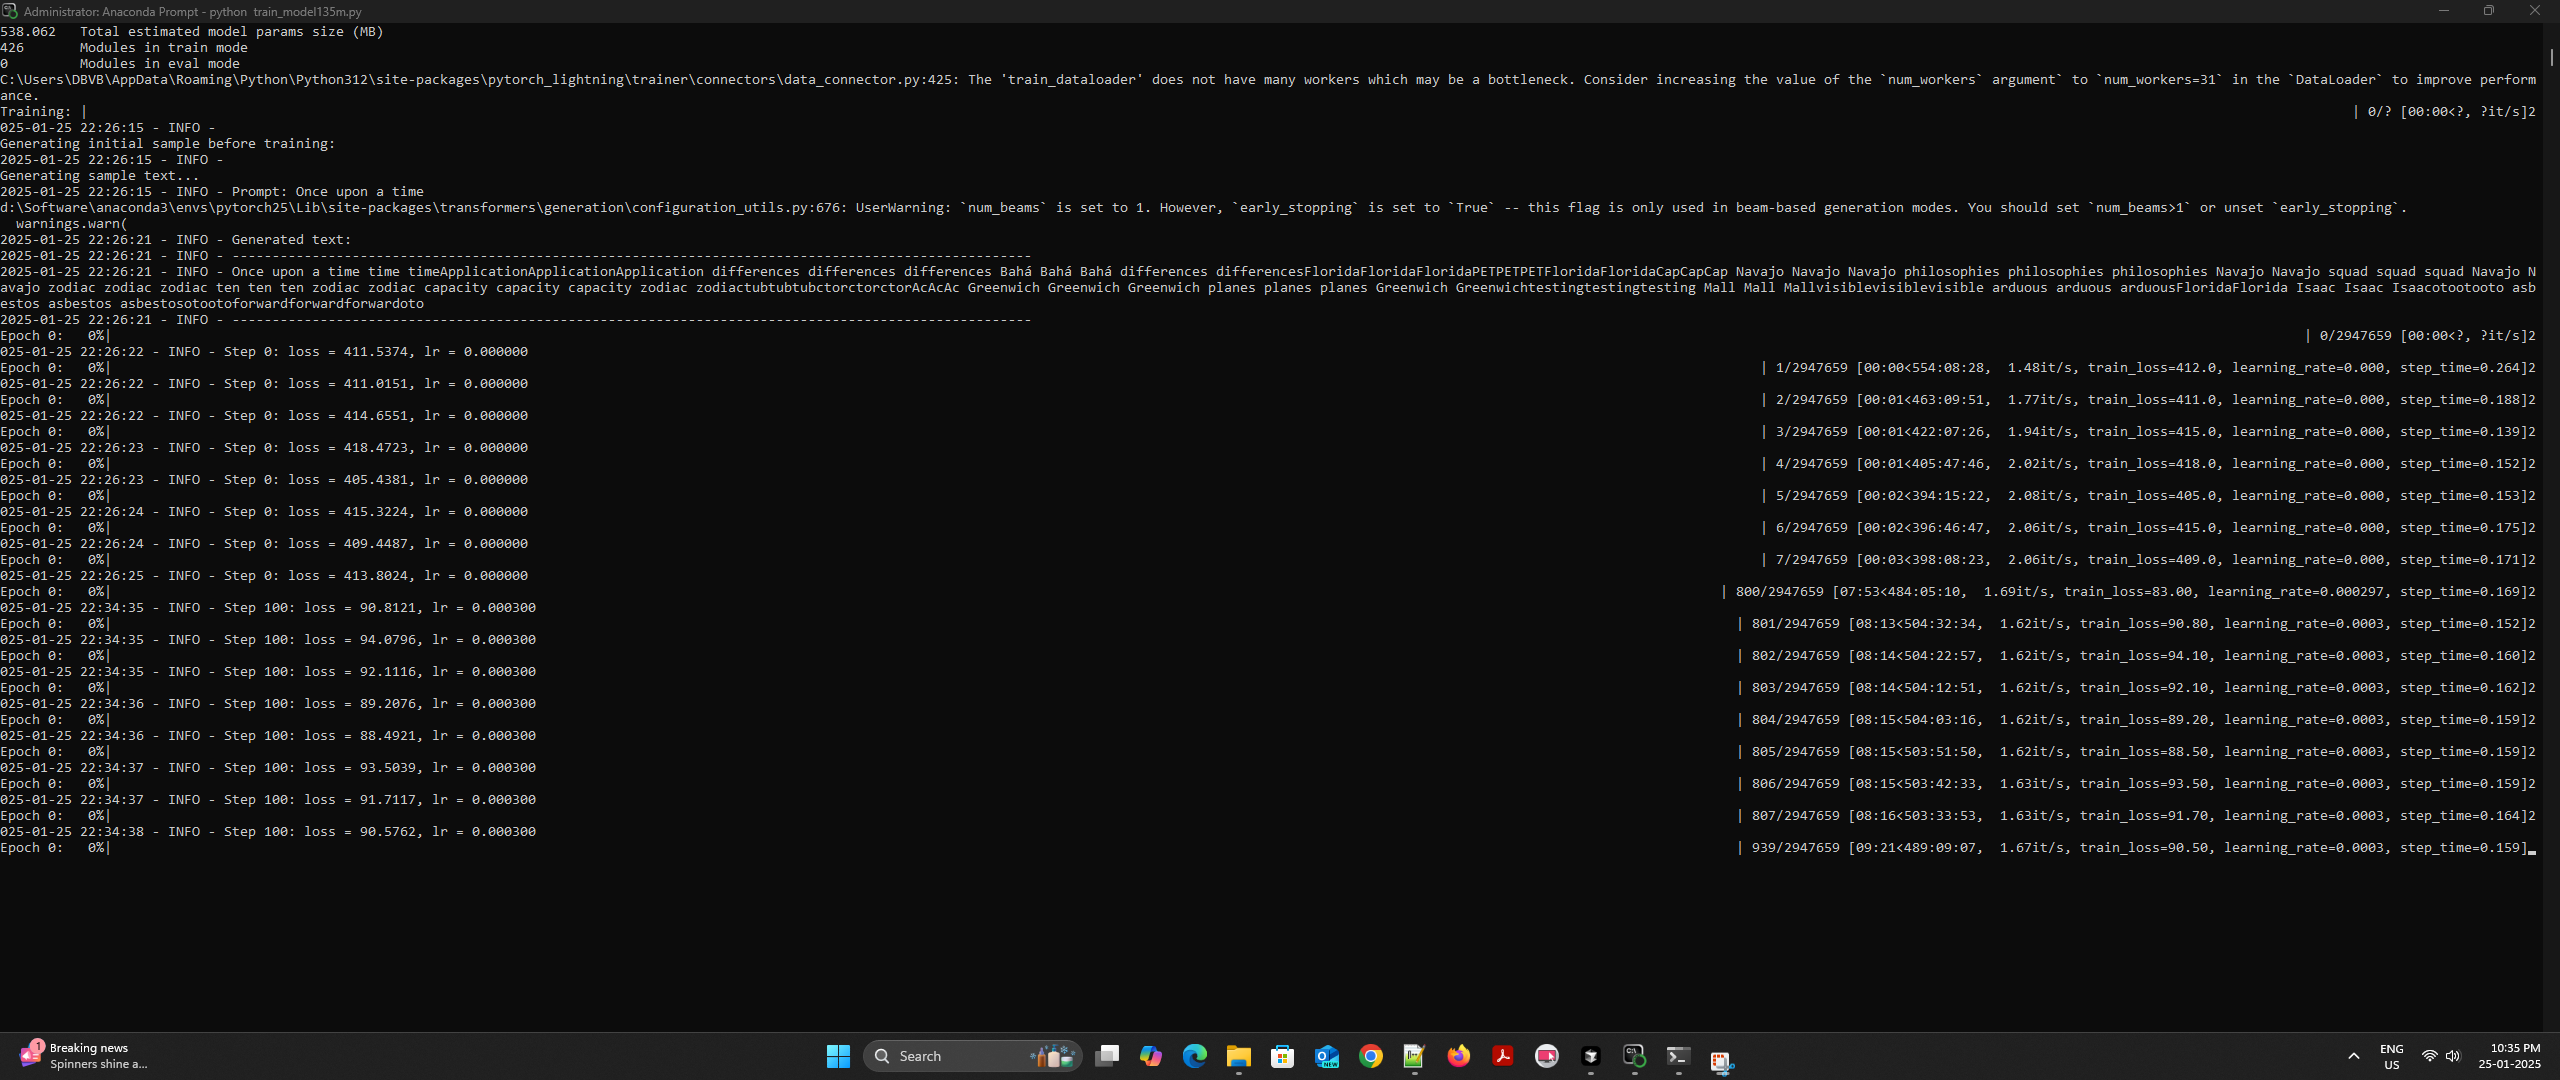 Administrator: Anaconda Prompt - python  train_model135m.py
538.062   Total estimated model params size (MB)
426       Modules in train mode
0         Modules in eval mode
C:\Users\DBVB\AppData\Roaming\Python\Python312\site-packages\pytorch_lightning\trainer\connectors\data_connector.py:425: The 'train_dataloader' does not have many workers which may be a bottleneck. Consider increasing the value of the `num_workers` argument` to `num_workers=31` in the `DataLoader` to improve perform
ance.
Training: | | 0/? [00:00<?, ?it/s]2
025-01-25 22:26:15 - INFO -
Generating initial sample before training:
2025-01-25 22:26:15 - INFO -
Generating sample text...
2025-01-25 22:26:15 - INFO - Prompt: Once upon a time
d:\Software\anaconda3\envs\pytorch25\Lib\site-packages\transformers\generation\configuration_utils.py:676: UserWarning: `num_beams` is set to 1. However, `early_stopping` is set to `True` -- this flag is only used in beam-based generation modes. You should set `num_beams>1` or unset `early_stopping`.
  warnings.warn(
2025-01-25 22:26:21 - INFO - Generated text:
2025-01-25 22:26:21 - INFO - ----------------------------------------------------------------------------------------------------
2025-01-25 22:26:21 - INFO - Once upon a time time timeApplicationApplicationApplication differences differences differences Bahá Bahá Bahá differences differencesFloridaFloridaFloridaPETPETPETFloridaFloridaCapCapCap Navajo Navajo Navajo philosophies philosophies philosophies Navajo Navajo squad squad squad Navajo N
avajo zodiac zodiac zodiac ten ten ten zodiac zodiac capacity capacity capacity zodiac zodiactubtubtubctorctorctorAcAcAc Greenwich Greenwich Greenwich planes planes planes Greenwich Greenwichtestingtestingtesting Mall Mall Mallvisiblevisiblevisible arduous arduous arduousFloridaFlorida Isaac Isaac Isaacotootooto asb
estos asbestos asbestosotootoforwardforwardforwardoto
2025-01-25 22:26:21 - INFO - ----------------------------------------------------------------------------------------------------
Epoch 0:   0%| | 0/2947659 [00:00<?, ?it/s]2
025-01-25 22:26:22 - INFO - Step 0: loss = 411.5374, lr = 0.000000
Epoch 0:   0%| | 1/2947659 [00:00<554:08:28,  1.48it/s, train_loss=412.0, learning_rate=0.000, step_time=0.264]2
025-01-25 22:26:22 - INFO - Step 0: loss = 411.0151, lr = 0.000000
Epoch 0:   0%| | 2/2947659 [00:01<463:09:51,  1.77it/s, train_loss=411.0, learning_rate=0.000, step_time=0.188]2
025-01-25 22:26:22 - INFO - Step 0: loss = 414.6551, lr = 0.000000
Epoch 0:   0%| | 3/2947659 [00:01<422:07:26,  1.94it/s, train_loss=415.0, learning_rate=0.000, step_time=0.139]2
025-01-25 22:26:23 - INFO - Step 0: loss = 418.4723, lr = 0.000000
Epoch 0:   0%| | 4/2947659 [00:01<405:47:46,  2.02it/s, train_loss=418.0, learning_rate=0.000, step_time=0.152]2
025-01-25 22:26:23 - INFO - Step 0: loss = 405.4381, lr = 0.000000
Epoch 0:   0%| | 5/2947659 [00:02<394:15:22,  2.08it/s, train_loss=405.0, learning_rate=0.000, step_time=0.153]2
025-01-25 22:26:24 - INFO - Step 0: loss = 415.3224, lr = 0.000000
Epoch 0:   0%| | 6/2947659 [00:02<396:46:47,  2.06it/s, train_loss=415.0, learning_rate=0.000, step_time=0.175]2
025-01-25 22:26:24 - INFO - Step 0: loss = 409.4487, lr = 0.000000
Epoch 0:   0%| | 7/2947659 [00:03<398:08:23,  2.06it/s, train_loss=409.0, learning_rate=0.000, step_time=0.171]2
025-01-25 22:26:25 - INFO - Step 0: loss = 413.8024, lr = 0.000000
Epoch 0:   0%| | 800/2947659 [07:53<484:05:10,  1.69it/s, train_loss=83.00, learning_rate=0.000297, step_time=0.169]2
025-01-25 22:34:35 - INFO - Step 100: loss = 90.8121, lr = 0.000300
Epoch 0:   0%| | 801/2947659 [08:13<504:32:34,  1.62it/s, train_loss=90.80, learning_rate=0.0003, step_time=0.152]2
025-01-25 22:34:35 - INFO - Step 100: loss = 94.0796, lr = 0.000300
Epoch 0:   0%| | 802/2947659 [08:14<504:22:57,  1.62it/s, train_loss=94.10, learning_rate=0.0003, step_time=0.160]2
025-01-25 22:34:35 - INFO - Step 100: loss = 92.1116, lr = 0.000300
Epoch 0:   0%| | 803/2947659 [08:14<504:12:51,  1.62it/s, train_loss=92.10, learning_rate=0.0003, step_time=0.162]2
025-01-25 22:34:36 - INFO - Step 100: loss = 89.2076, lr = 0.000300
Epoch 0:   0%| | 804/2947659 [08:15<504:03:16,  1.62it/s, train_loss=89.20, learning_rate=0.0003, step_time=0.159]2
025-01-25 22:34:36 - INFO - Step 100: loss = 88.4921, lr = 0.000300
Epoch 0:   0%| | 805/2947659 [08:15<503:51:50,  1.62it/s, train_loss=88.50, learning_rate=0.0003, step_time=0.159]2
025-01-25 22:34:37 - INFO - Step 100: loss = 93.5039, lr = 0.000300
Epoch 0:   0%| | 806/2947659 [08:15<503:42:33,  1.63it/s, train_loss=93.50, learning_rate=0.0003, step_time=0.159]2
025-01-25 22:34:37 - INFO - Step 100: loss = 91.7117, lr = 0.000300
Epoch 0:   0%| | 807/2947659 [08:16<503:33:53,  1.63it/s, train_loss=91.70, learning_rate=0.0003, step_time=0.164]2
025-01-25 22:34:38 - INFO - Step 100: loss = 90.5762, lr = 0.000300
Epoch 0:   0%| | 939/2947659 [09:21<489:09:07,  1.67it/s, train_loss=90.50, learning_rate=0.0003, step_time=0.159]
1
Breaking news
Spinners shine a...
Search
ENG
US
10:35 PM
25-01-2025